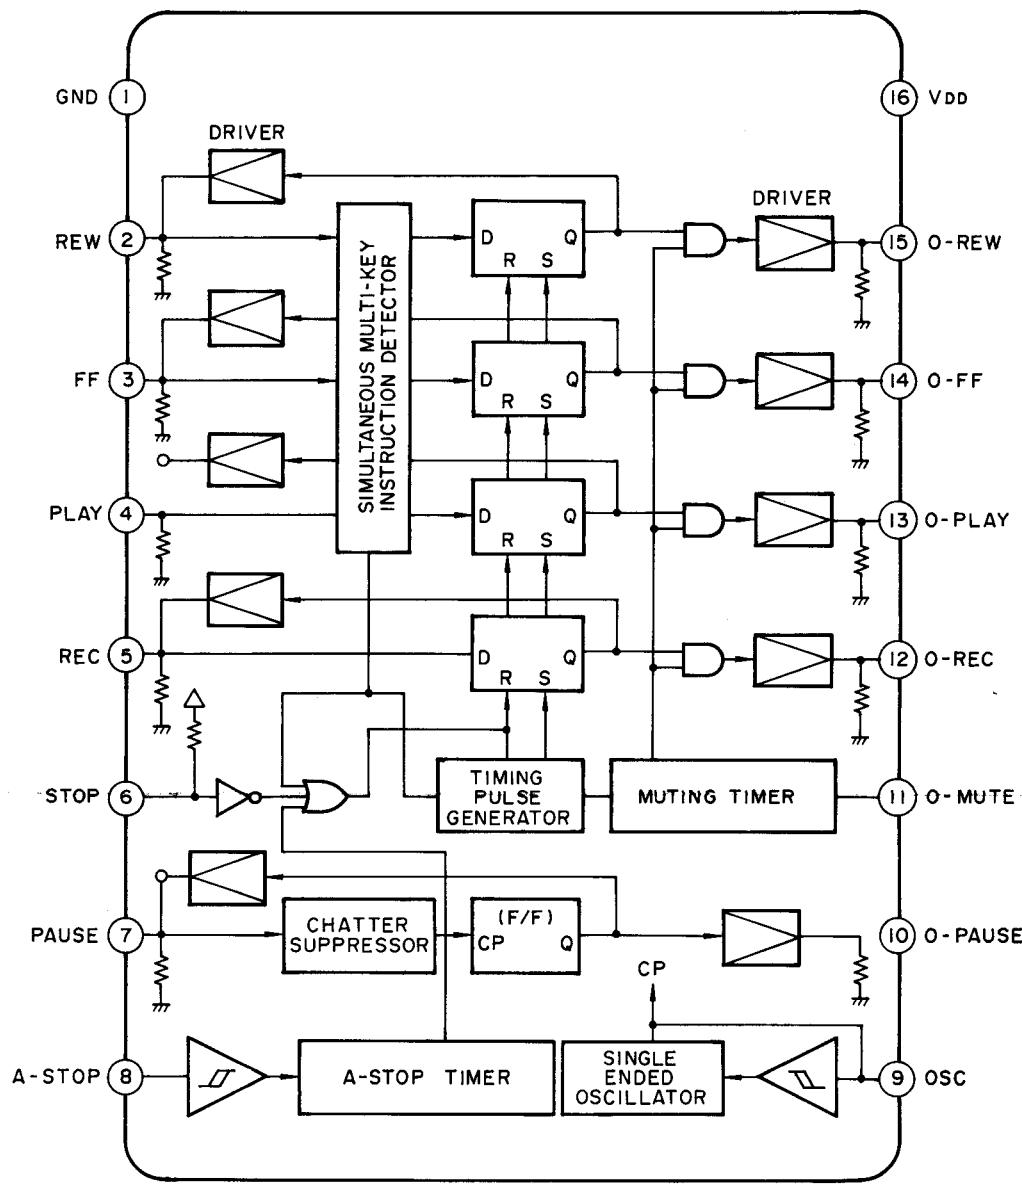 GND 1
16 VDD
DRIVER
DRIVER
REW 2
D Q
R S
15 O-REW
SIMULTANEOUS MULTI-KEY
INSTRUCTION DETECTOR
FF 3
D Q
R S
14 O-FF
PLAY 4
D Q
R S
13 O-PLAY
REC 5
D Q
R S
12 O-REC
STOP 6
TIMING
PULSE
GENERATOR
MUTING TIMER
11 O-MUTE
PAUSE 7
CHATTER
SUPPRESSOR
(F/F)
CP Q
10 O-PAUSE
CP
A-STOP 8
A-STOP TIMER
SINGLE
ENDED
OSCILLATOR
9 OSC